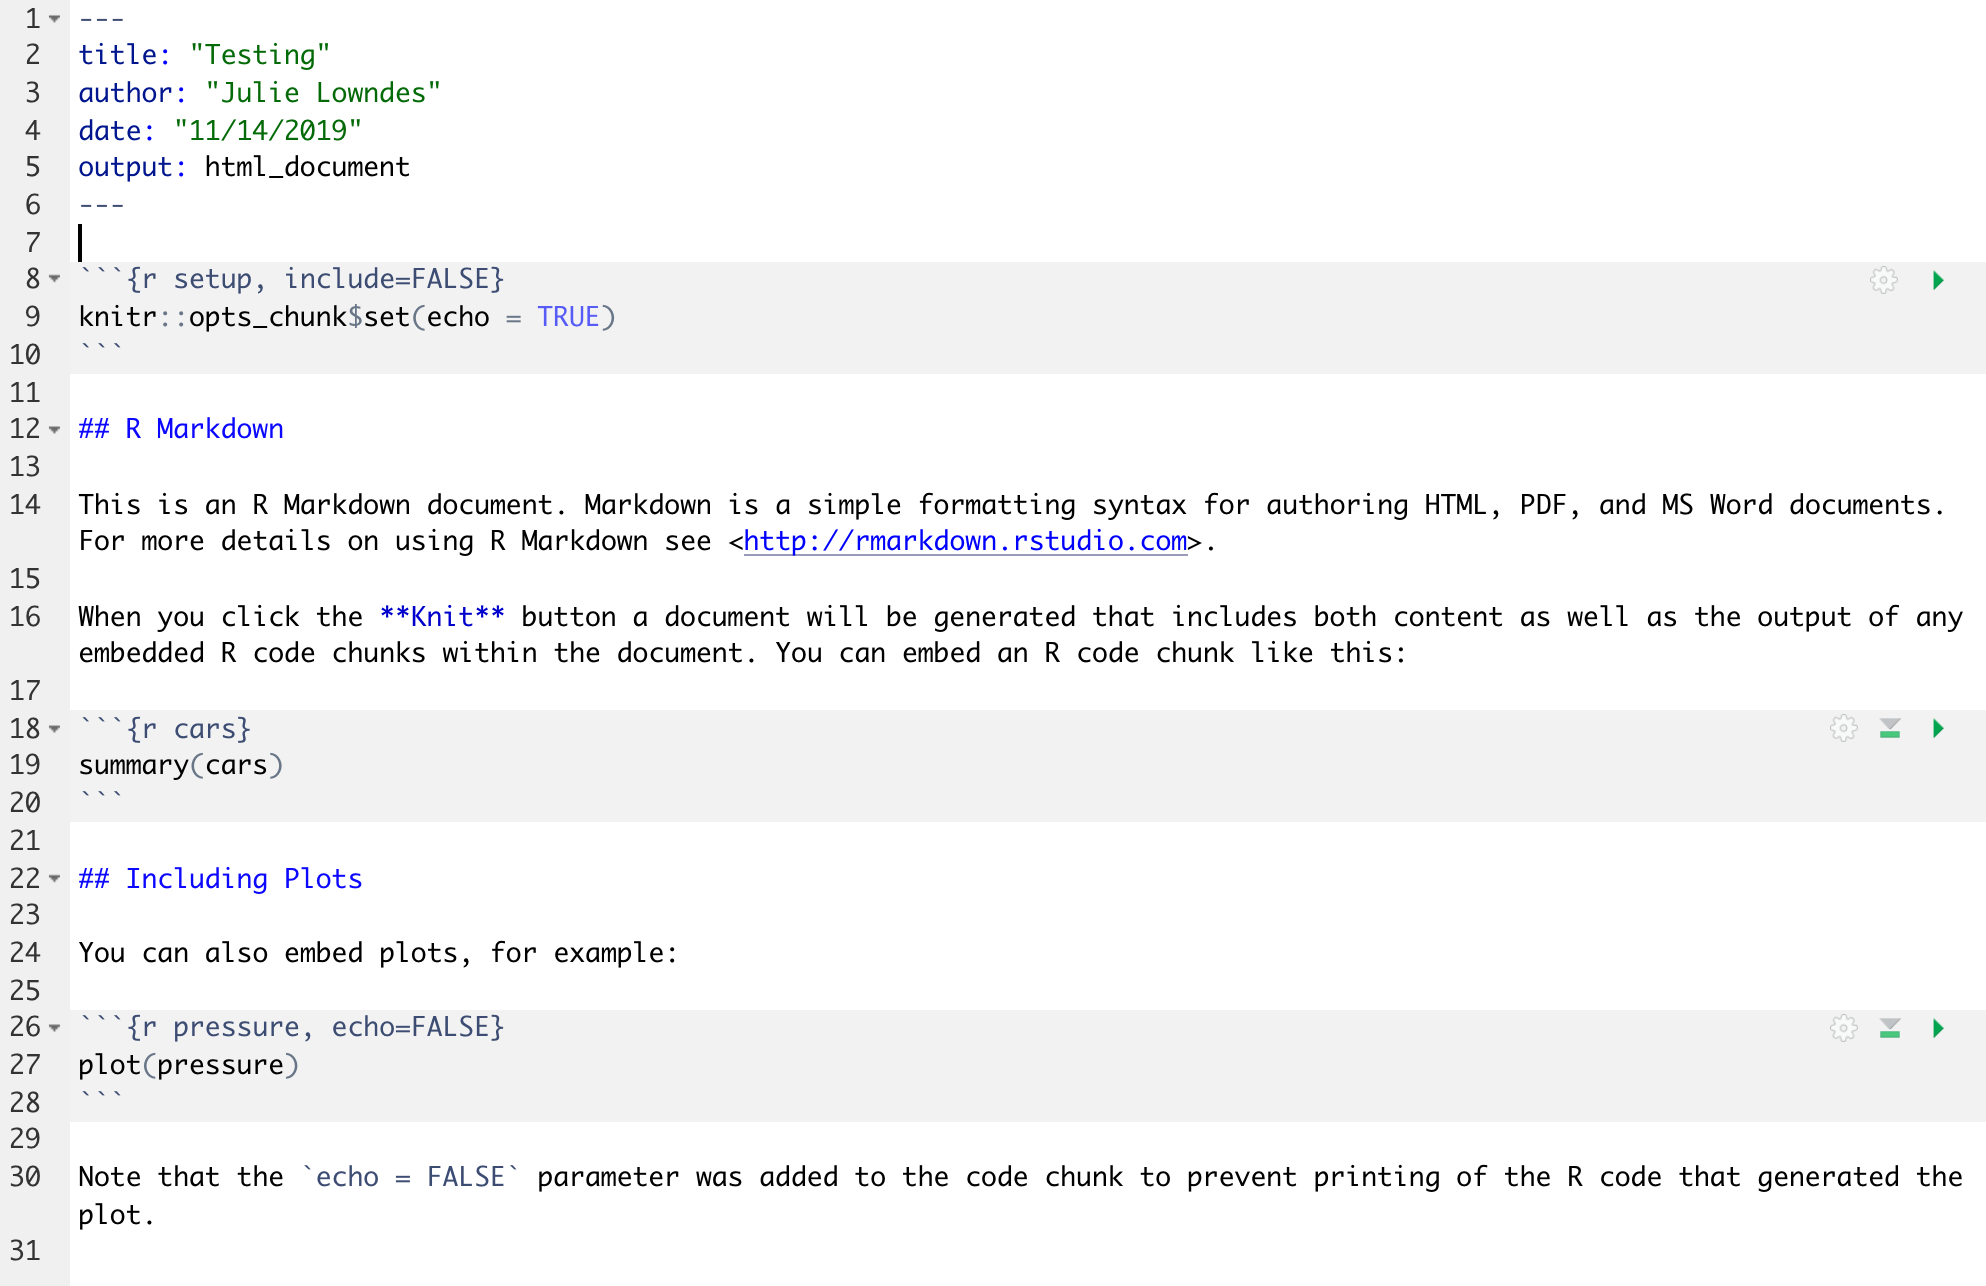 1 ---
2 title: "Testing"
3 author: "Julie Lowndes"
4 date: "11/14/2019"
5 output: html_document
6 ---
7
8 ```{r setup, include=FALSE}
9 knitr::opts_chunk$set(echo = TRUE)
10 ```
11
12 ## R Markdown
13
14 This is an R Markdown document. Markdown is a simple formatting syntax for authoring HTML, PDF, and MS Word documents.
For more details on using R Markdown see <http://rmarkdown.rstudio.com>.
15
16 When you click the **Knit** button a document will be generated that includes both content as well as the output of any
embedded R code chunks within the document. You can embed an R code chunk like this:
17
18 ```{r cars}
19 summary(cars)
20 ```
21
22 ## Including Plots
23
24 You can also embed plots, for example:
25
26 ```{r pressure, echo=FALSE}
27 plot(pressure)
28 ```
29
30 Note that the `echo = FALSE` parameter was added to the code chunk to prevent printing of the R code that generated the
plot.
31